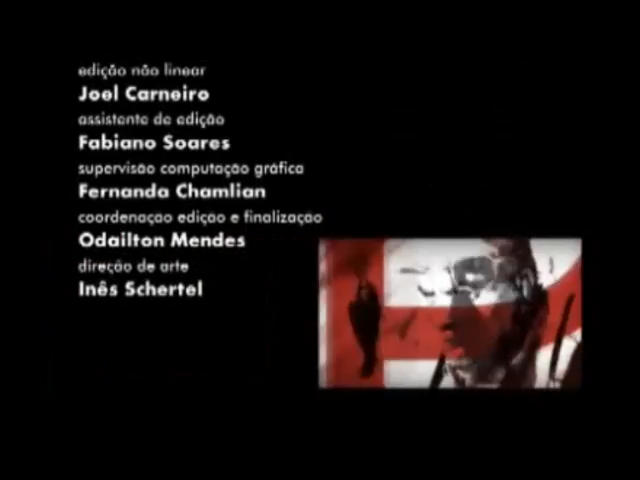 edição não linear
Joel Carneiro
assistente de edição
Fabiano Soares
supervisão computação gráfica
Fernanda Chamlian
coordenação edição e finalização
Odailton Mendes
direção de arte
Inês Schertel